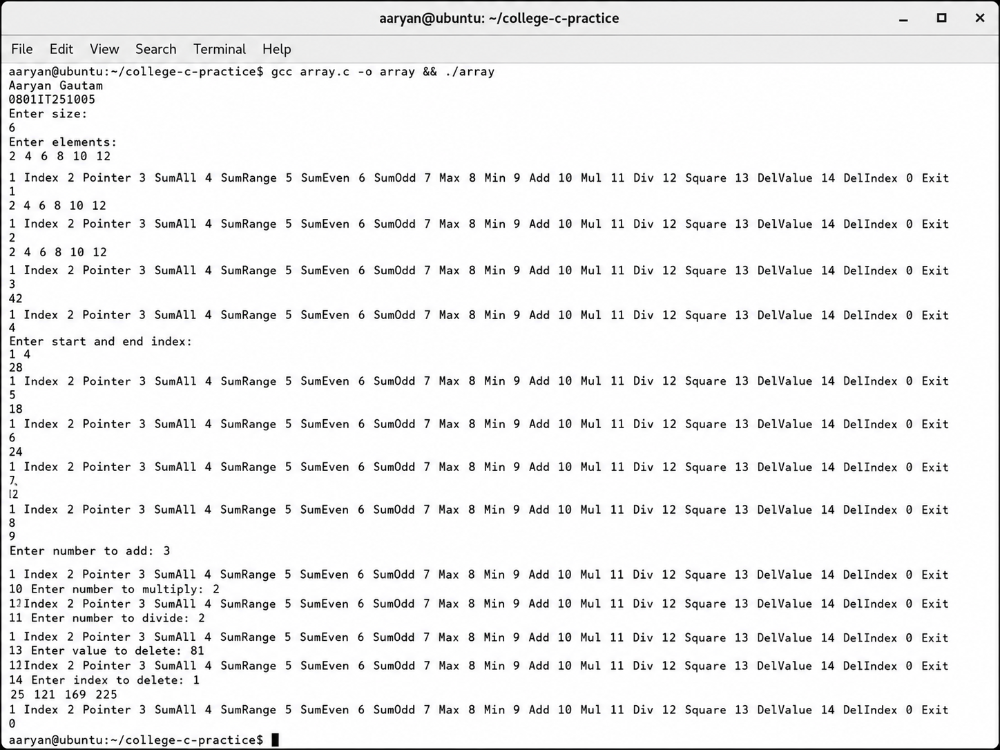 aaryan@ubuntu: ~/college-c-practice
File Edit View Search Terminal Help
aaryan@ubuntu:~/college-c-practice$ gcc array.c -o array && ./array
Aaryan Gautam
0801IT251005
Enter size:
6
Enter elements:
2 4 6 8 10 12
1 Index 2 Pointer 3 SumAll 4 SumRange 5 SumEven 6 SumOdd 7 Max 8 Min 9 Add 10 Mul 11 Div 12 Square 13 DelValue 14 DelIndex 0 Exit
1
2 4 6 8 10 12
1 Index 2 Pointer 3 SumAll 4 SumRange 5 SumEven 6 SumOdd 7 Max 8 Min 9 Add 10 Mul 11 Div 12 Square 13 DelValue 14 DelIndex 0 Exit
2
2 4 6 8 10 12
1 Index 2 Pointer 3 SumAll 4 SumRange 5 SumEven 6 SumOdd 7 Max 8 Min 9 Add 10 Mul 11 Div 12 Square 13 DelValue 14 DelIndex 0 Exit
3
42
1 Index 2 Pointer 3 SumAll 4 SumRange 5 SumEven 6 SumOdd 7 Max 8 Min 9 Add 10 Mul 11 Div 12 Square 13 DelValue 14 DelIndex 0 Exit
4
Enter start and end index:
1 4
28
1 Index 2 Pointer 3 SumAll 4 SumRange 5 SumEven 6 SumOdd 7 Max 8 Min 9 Add 10 Mul 11 Div 12 Square 13 DelValue 14 DelIndex 0 Exit
5
18
1 Index 2 Pointer 3 SumAll 4 SumRange 5 SumEven 6 SumOdd 7 Max 8 Min 9 Add 10 Mul 11 Div 12 Square 13 DelValue 14 DelIndex 0 Exit
6
24
1 Index 2 Pointer 3 SumAll 4 SumRange 5 SumEven 6 SumOdd 7 Max 8 Min 9 Add 10 Mul 11 Div 12 Square 13 DelValue 14 DelIndex 0 Exit
7
12
1 Index 2 Pointer 3 SumAll 4 SumRange 5 SumEven 6 SumOdd 7 Max 8 Min 9 Add 10 Mul 11 Div 12 Square 13 DelValue 14 DelIndex 0 Exit
8
9
Enter number to add: 3
1 Index 2 Pointer 3 SumAll 4 SumRange 5 SumEven 6 SumOdd 7 Max 8 Min 9 Add 10 Mul 11 Div 12 Square 13 DelValue 14 DelIndex 0 Exit
10 Enter number to multiply: 2
Index 2 Pointer 3 SumAll 4 SumRange 5 SumEven 6 SumOdd 7 Max 8 Min 9 Add 10 Mul 11 Div 12 Square 13 DelValue 14 DelIndex 0 Exit
11 Enter number to divide: 2
1 Index 2 Pointer 3 SumAll 4 SumRange 5 SumEven 6 SumOdd 7 Max 8 Min 9 Add 10 Mul 11 Div 12 Square 13 DelValue 14 DelIndex 0 Exit
13 Enter value to delete: 81
12Index 2 Pointer 3 SumAll 4 SumRange 5 SumEven 6 SumOdd 7 Max 8 Min 9 Add 10 Mul 11 Div 12 Square 13 DelValue 14 DelIndex 0 Exit
14 Enter index to delete: 1
25 121 169 225
1 Index 2 Pointer 3 SumAll 4 SumRange 5 SumEven 6 SumOdd 7 Max 8 Min 9 Add 10 Mul 11 Div 12 Square 13 DelValue 14 DelIndex 0 Exit
0
aaryan@ubuntu:~/college-c-practice$